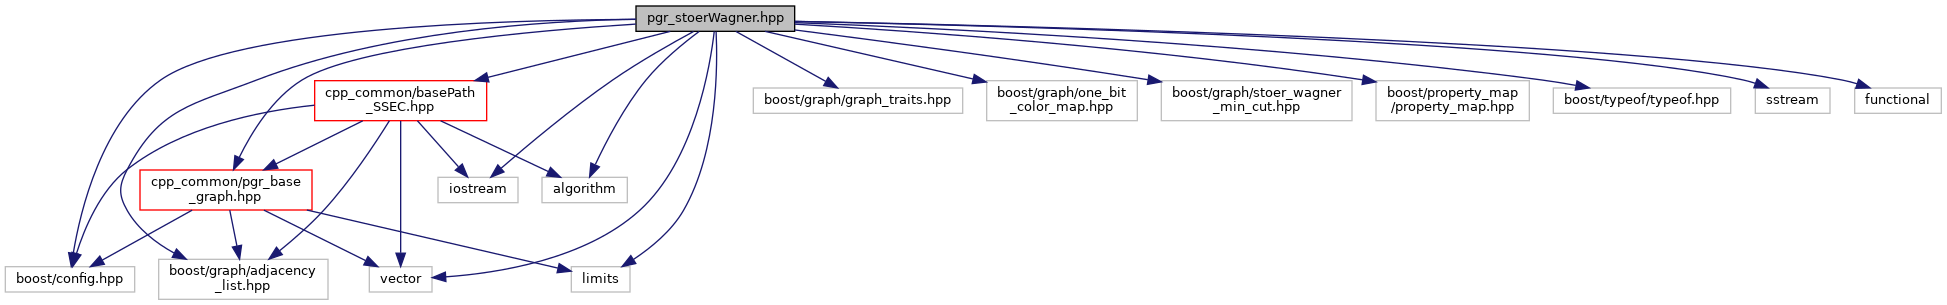 pgr_stoerWagner.hpp
cpp_common/basePath
_SSEC.hpp
boost/graph/graph_traits.hpp
boost/graph/one_bit
_color_map.hpp
boost/graph/stoer_wagner
_min_cut.hpp
boost/property_map
/property_map.hpp
boost/typeof/typeof.hpp
sstream
functional
cpp_common/pgr_base
_graph.hpp
iostream
algorithm
boost/config.hpp
boost/graph/adjacency
_list.hpp
vector
limits